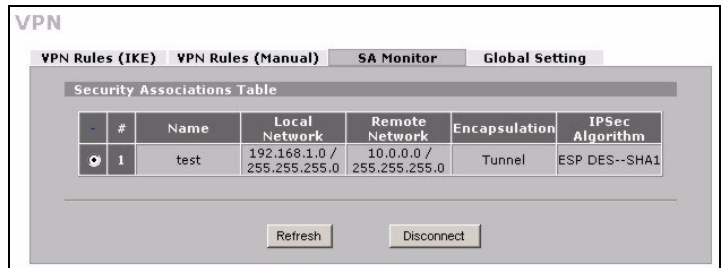 VPN
VPN Rules (IKE) VPN Rules (Manual) SA Monitor Global Setting
Security Associations Table
- # Name Local Network Remote Network Encapsulation IPSec Algorithm
1 test 192.168.1.0 / 255.255.255.0 10.0.0.0 / 255.255.255.0 Tunnel ESP DES--SHA1
Refresh Disconnect